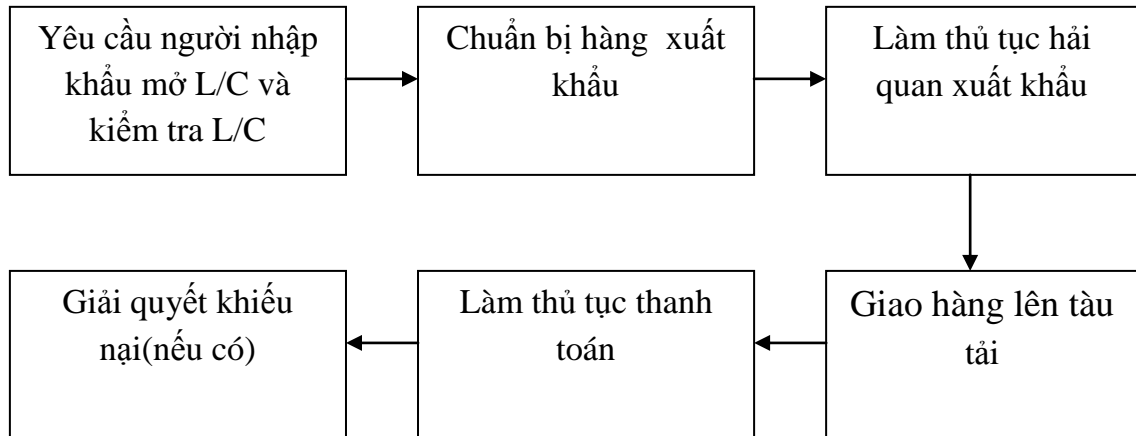 Yêu cầu người nhập
khẩu mở L/C và
kiểm tra L/C
Chuẩn bị hàng xuất
khẩu
Làm thủ tục hải
quan xuất khẩu
Giao hàng lên tàu
tải
Làm thủ tục thanh
toán
Giải quyết khiếu
nại(nếu có)